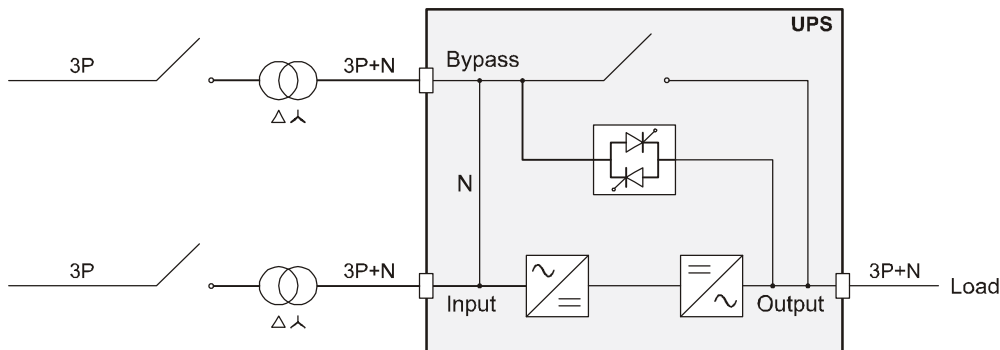 UPS
3P
3P+N
Bypass
N
3P
3P+N
Input
Output
3P+N
Load